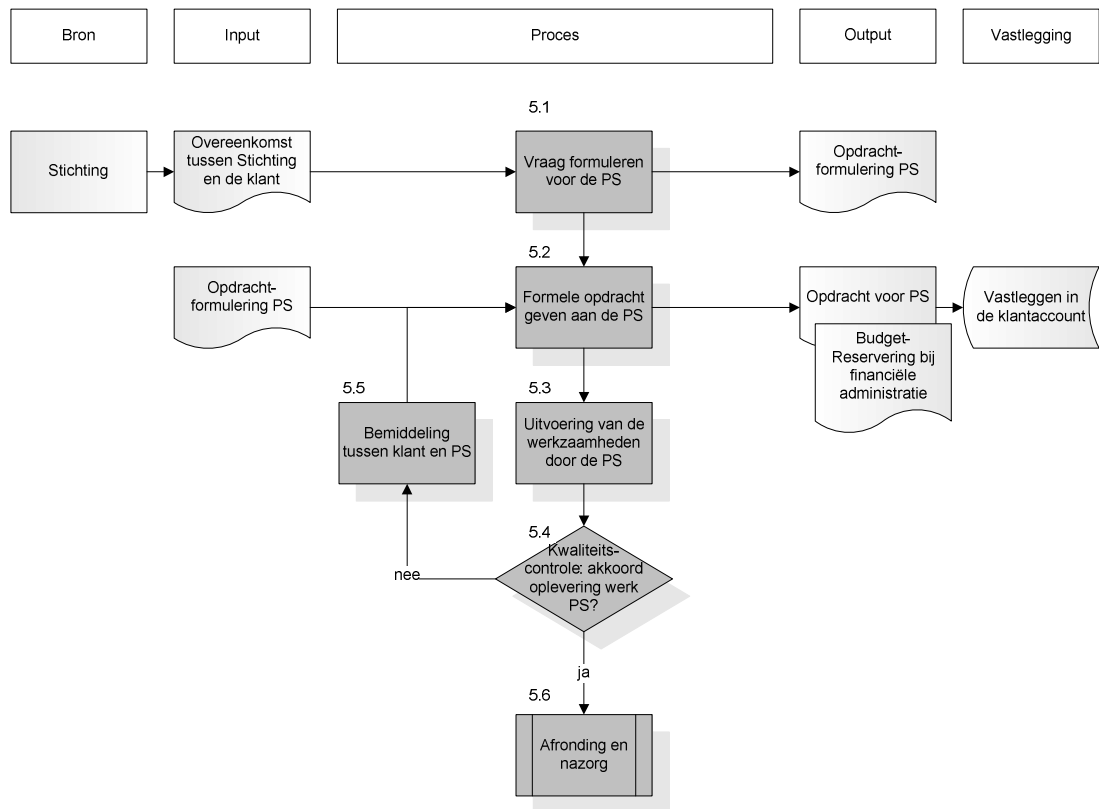 Bron
Input
Proces
Output
Vastlegging
5.1
Stichting
Overeenkomst
tussen Stichting
en de klant
Vraag formuleren
voor de PS
Opdracht-
formulering PS
5.2
Opdracht-
formulering PS
Formele opdracht
geven aan de PS
Opdracht voor PS
Vastleggen in
de klantaccount
Budget-
Reservering bij
financiële
administratie
5.5
5.3
Bemiddeling
tussen klant en PS
Uitvoering van de
werkzaamheden
door de PS
5.4
Kwaliteits-
controle: akkoord
oplevering werk
PS?
nee
ja
5.6
Afronding en
nazorg